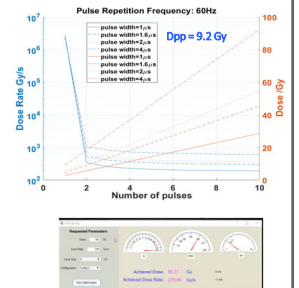 Pulse Repetition Frequency: 60Hz
pulse width=1μs
pulse width=1.6μs
pulse width=2μs
pulse width=4μs
pulse width=1μs
pulse width=1.6μs
pulse width=2μs
pulse width=4μs
Dpp = 9.2 Gy
Dose Rate Gy/s
10^7
10^6
10^5
10^4
10^3
10^2
100
80
60
40
20
0
Dose /Gy
0 2 4 6 8 10
Number of pulses
Requested Parameters
Achieved Dose Gy
Achieved Dose Rate Gy/s